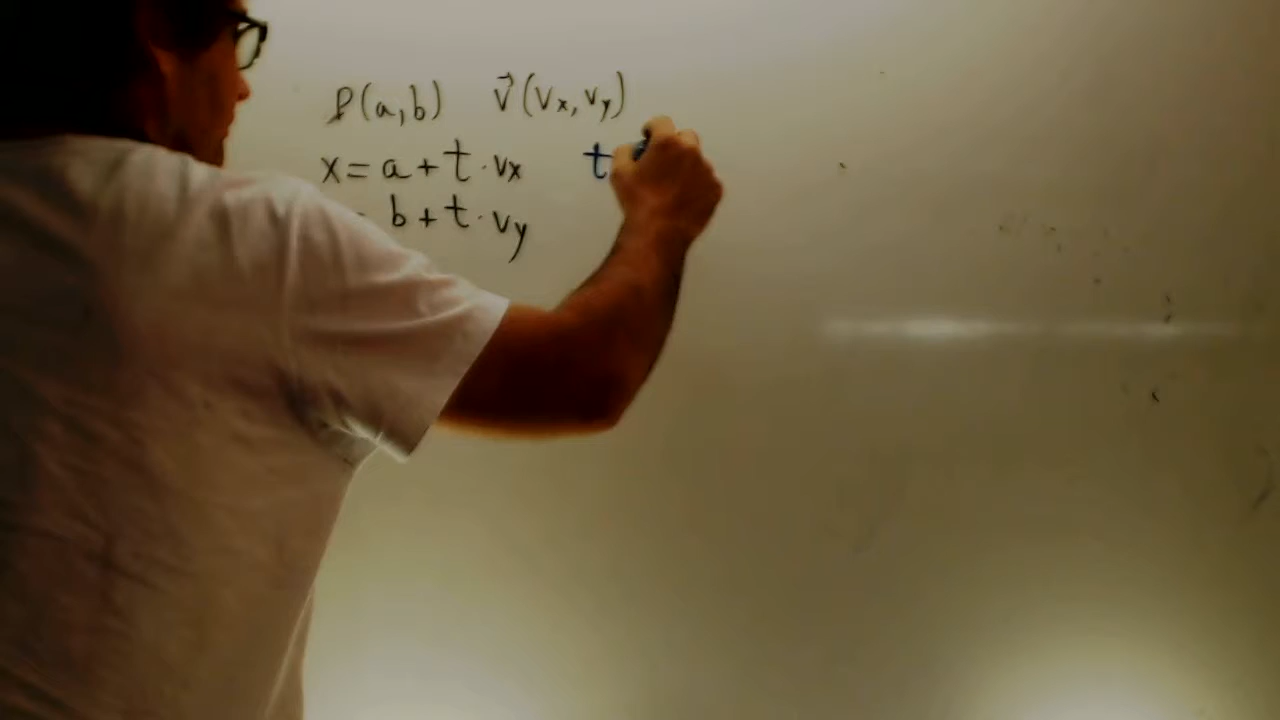 P(a,b) v⃗(vx,vy)
x=a+t·vx t
b+t·vy